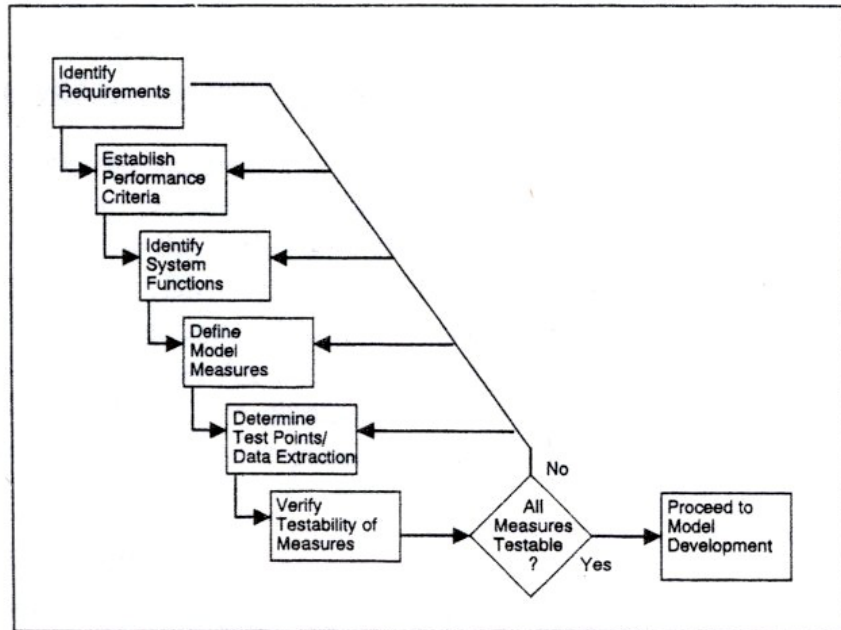 Identify
Requirements
Establish
Performance
Criteria
Identify
System
Functions
Define
Model
Measures
Determine
Test Points/
Data Extraction
Verify
Testability of
Measures
All
Measures
Testable
?
No
Yes
Proceed to
Model
Development